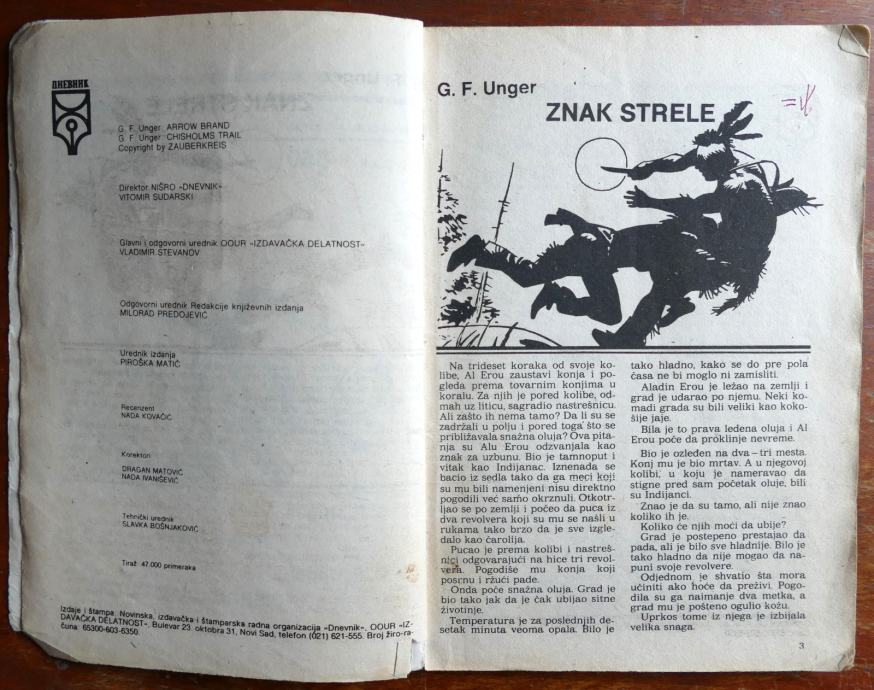 ДНЕВНИК
G. F. Unger: ARROW BRAND
G. F. Unger: CHISHOLMS TRAIL
Copyright by ZAUBERKREIS
Direktor NIŠRO »DNEVNIK«
VITOMIR SUDARSKI
Glavni i odgovorni urednik OOUR »IZDAVAČKA DELATNOST«
VLADIMIR STEVANOV
Odgovorni urednik Redakcije književnih izdanja
MILORAD PREDOJEVIĆ
Urednik izdanja
PIROŠKA MATIĆ
Recenzent
NADA KOVAČIĆ
Korektori
DRAGAN MATOVIĆ
NADA IVANIŠEVIĆ
Tehnički urednik
SLAVKA BOŠNJAKOVIĆ
Tiraž: 47.000 primeraka
Izdaje i štampa: Novinska, izdavačka i štamparska radna organizacija »Dnevnik«, OOUR »IZ-
DAVAČKA DELATNOST«, Bulevar 23. oktobra 31, Novi Sad, telefon (021) 621-555. Broj žiro-ra-
čuna: 65300-603-6350.
G. F. Unger
ZNAK STRELE
Na trideset koraka od svoje ko-
libe, Al Erou zaustavi konja i po-
gleda prema tovarnim konjima u
koralu. Za njih je pored kolibe, od-
mah uz liticu, sagradio nastrešnicu.
Ali zašto ih nema tamo? Da li su se
zadržali u polju i pored toga što se
približavala snažna oluja? Ova pita-
nja su Alu Erou odzvanjala kao
znak za uzbunu. Bio je tamnoput i
vitak kao Indijanac. Iznenada se
bacio iz sedla tako da ga meci koji
su mu bili namenjeni nisu direktno
pogodili već samo okrznuli. Otkotr-
ljao se po zemlji i počeo da puca iz
dva revolvera koji su mu se našli u
rukama tako brzo da je sve izgle-
dalo kao čarolija.
Pucao je prema kolibi i nastreš-
nici odgovarajući na hice tri revol-
vera. Pogodiše mu konja koji
posrnu i ržući pade.
Onda poče snažna oluja. Grad je
bio tako jak da je čak ubijao sitne
životinje.
Temperatura je za poslednjih de-
setak minuta veoma opala. Bilo je
tako hladno, kako se do pre pola
časa ne bi moglo ni zamisliti.
Aladin Erou je ležao na zemlji i
grad je udarao po njemu. Neki ko-
madi grada su bili veliki kao koko-
šije jaje.
Bila je to prava ledena oluja i Al
Erou poče da proklinje nevreme.
Bio je ozleđen na dva–tri mesta.
Konj mu je bio mrtav. A u njegovoj
kolibi, u koju je nameravao da
stigne pred sam početak oluje, bili
su Indijanci.
Znao je da su tamo, ali nije znao
koliko ih je.
Koliko će njih moći da ubije?
Grad je postepeno prestajao da
pada, ali je bilo sve hladnije. Bilo je
tako hladno da nije mogao da na-
puni svoje revolvere.
Odjednom je shvatio šta mora
učiniti ako hoće da preživi. Pogo-
dila su ga najmanje dva metka, a
grad mu je pošteno ogulio kožu.
Uprkos tome iz njega je izbijala
velika snaga.
3